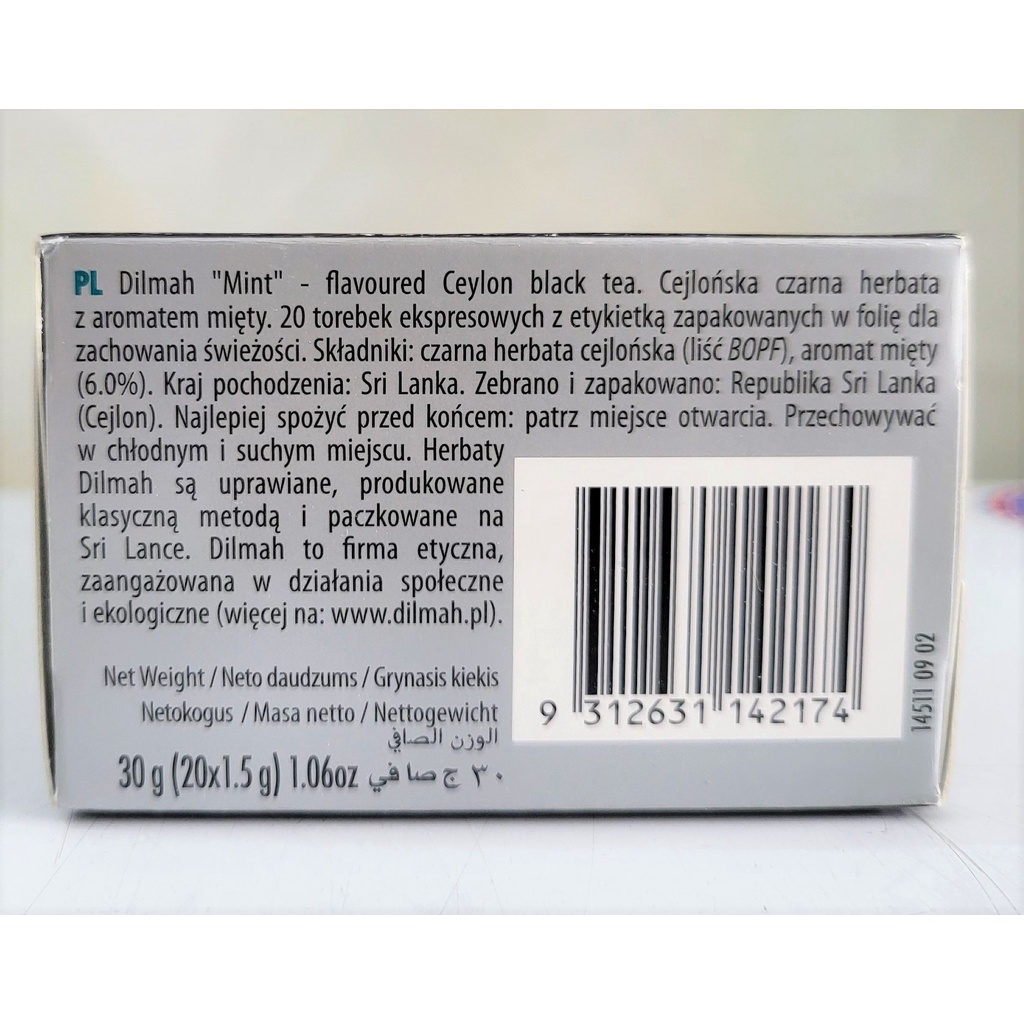 PL Dilmah "Mint" - flavoured Ceylon black tea. Cejlońska czarna herbata
z aromatem mięty. 20 torebek ekspresowych z etykietką zapakowanych w folię dla
zachowania świeżości. Składniki: czarna herbata cejlońska (liść BOPF), aromat mięty
(6.0%). Kraj pochodzenia: Sri Lanka. Zebrano i zapakowano: Republika Sri Lanka
(Cejlon). Najlepiej spożyć przed końcem: patrz miejsce otwarcia. Przechowywać
w chłodnym i suchym miejscu. Herbaty
Dilmah są uprawiane, produkowane
klasyczną metodą i paczkowane na
Sri Lance. Dilmah to firma etyczna,
zaangażowana w działania społeczne
i ekologiczne (więcej na: www.dilmah.pl).
Net Weight / Neto daudzums / Grynasis kiekis
Netokogus / Masa netto / Nettogewicht
الوزن الصافي
30 g (20x1.5 g) 1.06oz ٣٠ ج صافي
9 312631 142174
14511 09 02